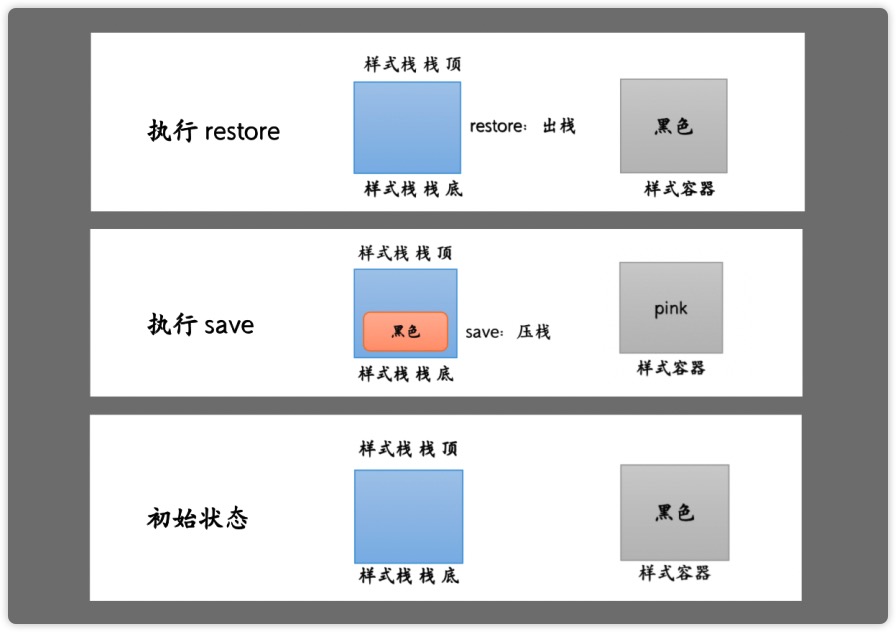 样式栈 栈 顶
执行 restore
restore: 出栈
黑色
样式栈 栈 底
样式容器
样式栈 栈 顶
执行 save
黑色
save: 压栈
pink
样式栈 栈 底
样式容器
样式栈 栈 顶
初始状态
黑色
样式栈 栈 底
样式容器